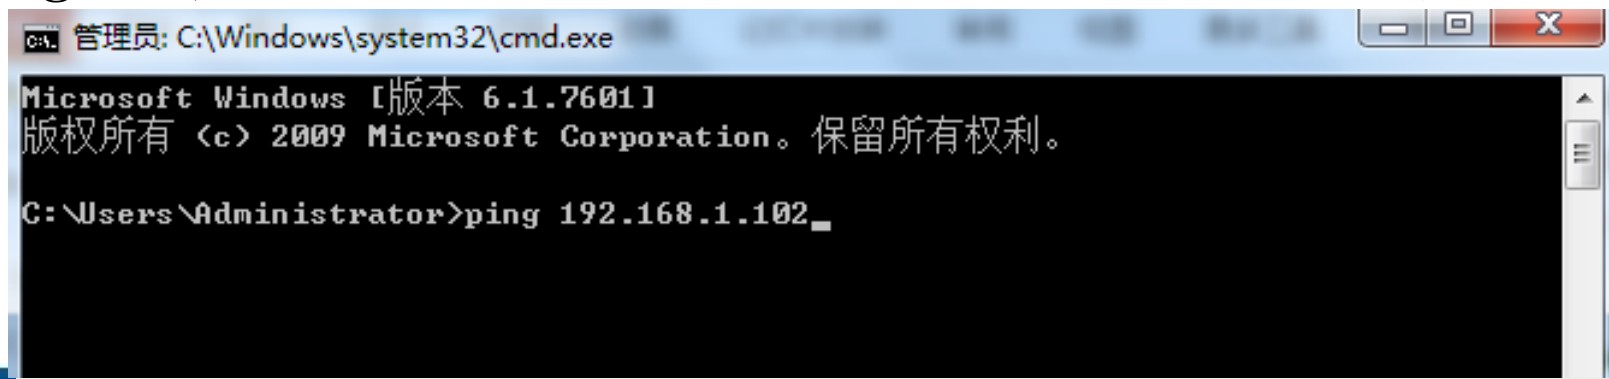 管理员: C:\Windows\system32\cmd.exe
Microsoft Windows [版本 6.1.7601]
版权所有 (c) 2009 Microsoft Corporation。保留所有权利。
C:\Users\Administrator>ping 192.168.1.102_